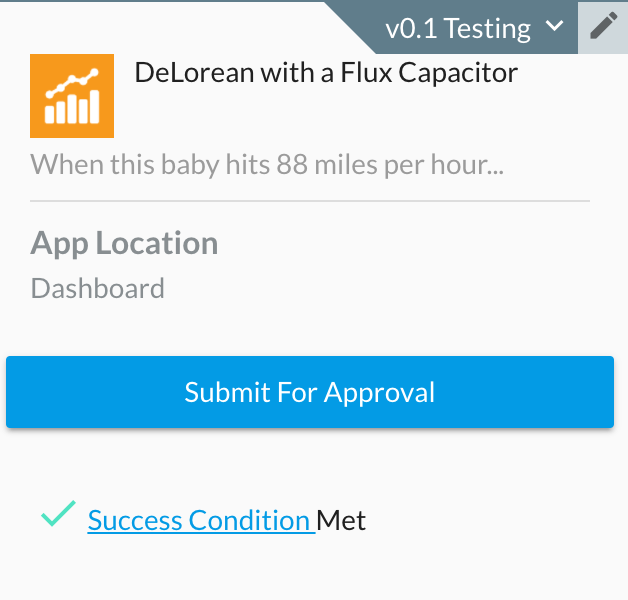 v0.1 Testing
DeLorean with a Flux Capacitor
When this baby hits 88 miles per hour...
App Location
Dashboard
Submit For Approval
Success Condition Met